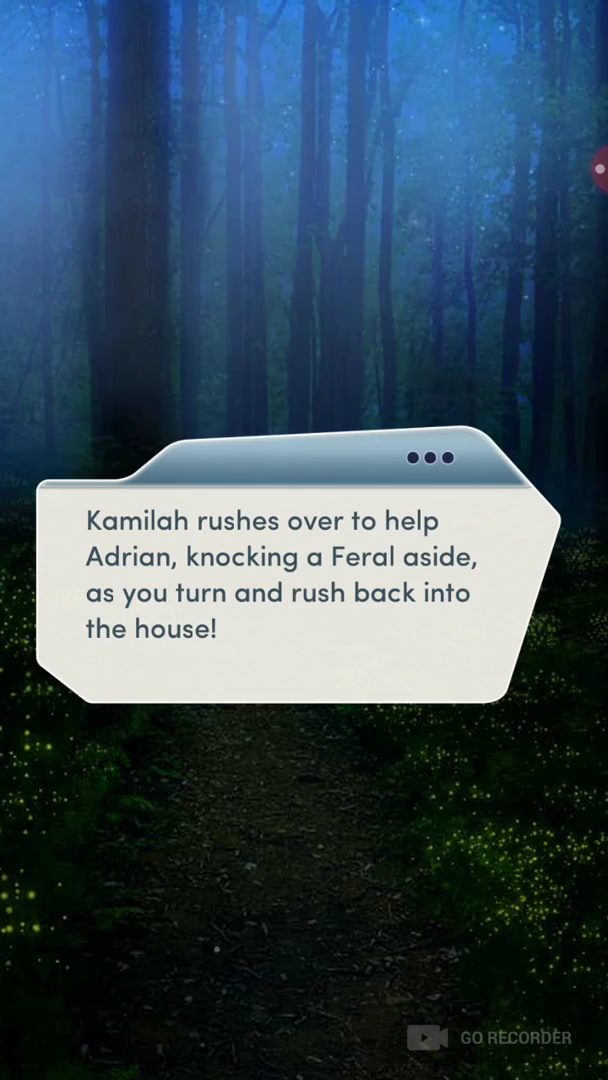 Kamilah rushes over to help
Adrian, knocking a Feral aside,
as you turn and rush back into
the house!
GO RECORDER